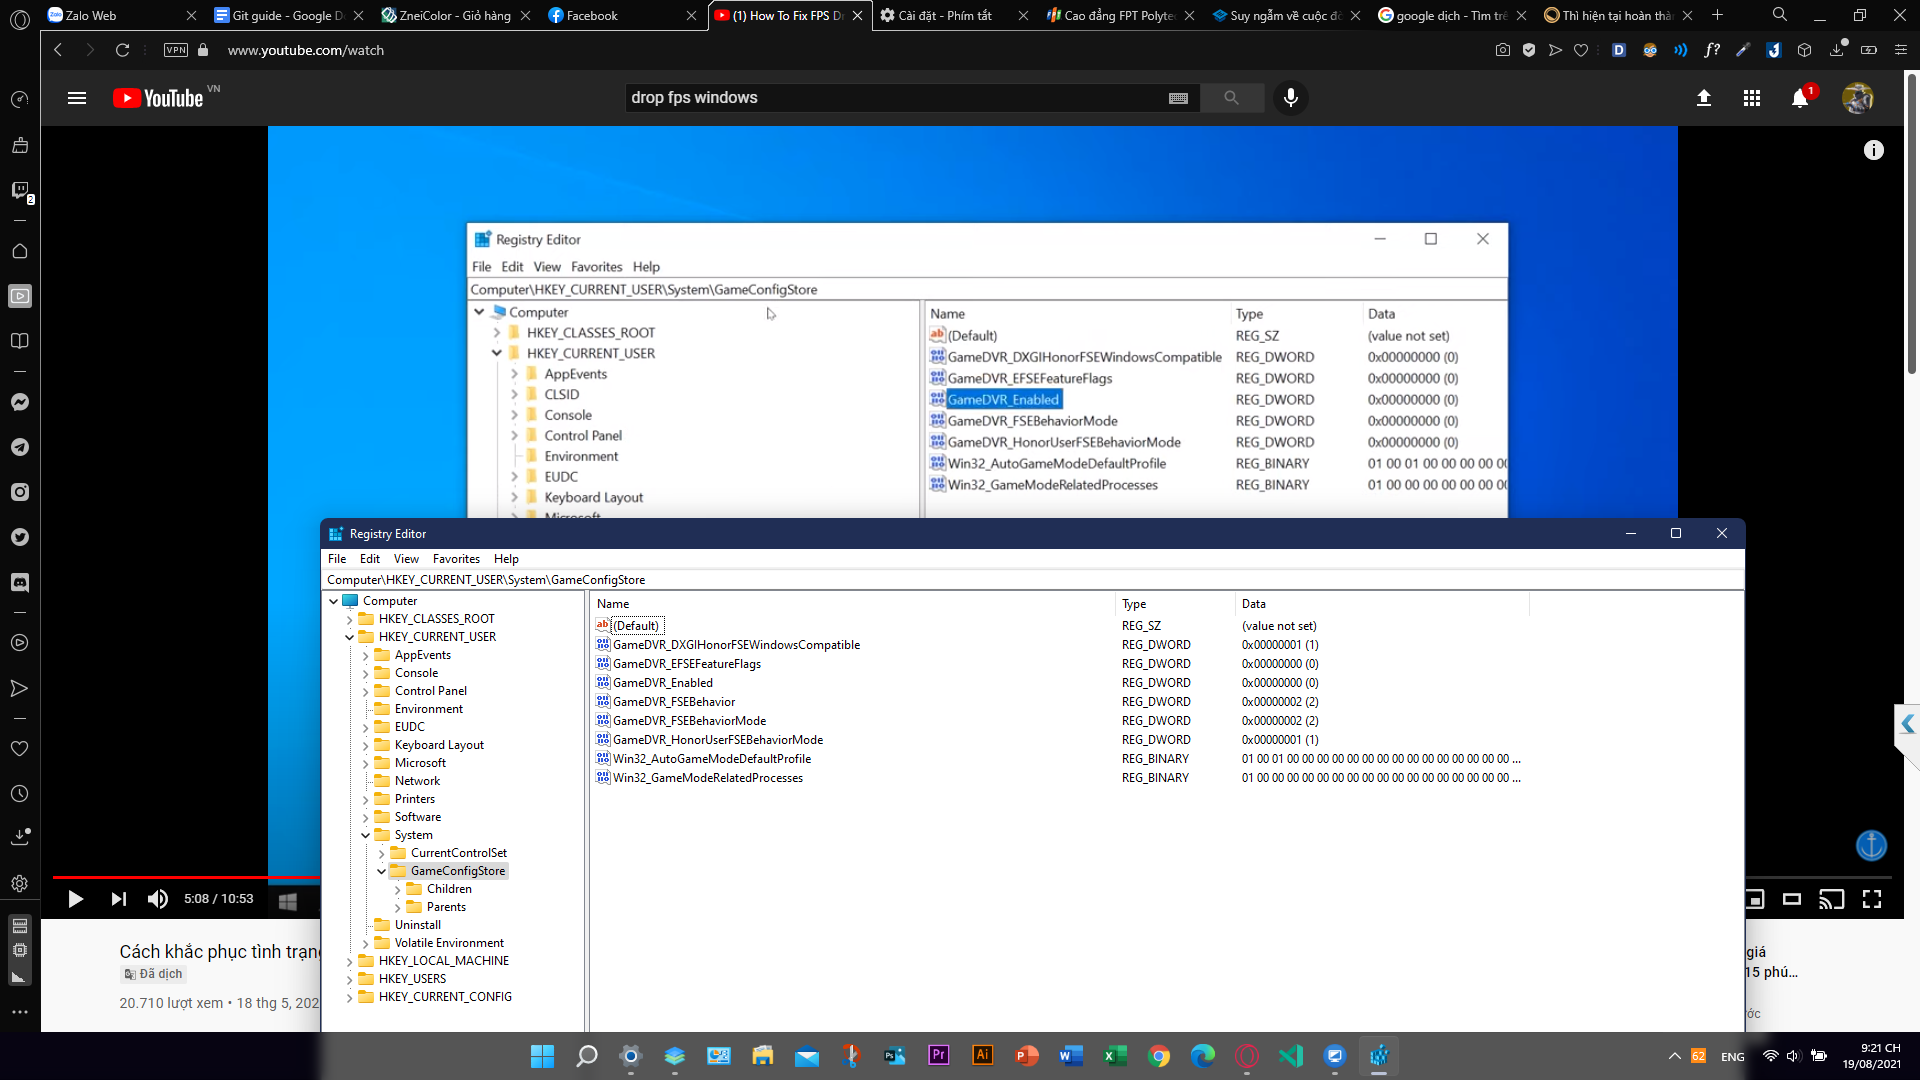 Zalo Web
Git guide - Google D
ZneiColor - Giỏ hàng
Facebook
(1) How To Fix FPS Dr
Cài đặt - Phím tắt
Cao đẳng FPT Polytec
Suy ngẫm về cuộc đờ
google dịch - Tìm trê
Thì hiện tại hoàn thàn
VPN
www.youtube.com/watch
YouTube VN
drop fps windows
1
2
Registry Editor
File Edit View Favorites Help
Computer\HKEY_CURRENT_USER\System\GameConfigStore
Computer
HKEY_CLASSES_ROOT
HKEY_CURRENT_USER
AppEvents
CLSID
Console
Control Panel
Environment
EUDC
Keyboard Layout
Microsoft
Name Type Data
(Default) REG_SZ (value not set)
GameDVR_DXGIHonorFSEWindowsCompatible REG_DWORD 0x00000000 (0)
GameDVR_EFSEFeatureFlags REG_DWORD 0x00000000 (0)
GameDVR_Enabled REG_DWORD 0x00000000 (0)
GameDVR_FSEBehaviorMode REG_DWORD 0x00000000 (0)
GameDVR_HonorUserFSEBehaviorMode REG_DWORD 0x00000000 (0)
Win32_AutoGameModeDefaultProfile REG_BINARY 01 00 01 00 00 00 00 00
Win32_GameModeRelatedProcesses REG_BINARY 01 00 00 00 00 00 00 00
Registry Editor
File Edit View Favorites Help
Computer\HKEY_CURRENT_USER\System\GameConfigStore
Computer
HKEY_CLASSES_ROOT
HKEY_CURRENT_USER
AppEvents
Console
Control Panel
Environment
EUDC
Keyboard Layout
Microsoft
Network
Printers
Software
System
CurrentControlSet
GameConfigStore
Children
Parents
Uninstall
Volatile Environment
HKEY_LOCAL_MACHINE
HKEY_USERS
HKEY_CURRENT_CONFIG
Name Type Data
(Default) REG_SZ (value not set)
GameDVR_DXGIHonorFSEWindowsCompatible REG_DWORD 0x00000001 (1)
GameDVR_EFSEFeatureFlags REG_DWORD 0x00000000 (0)
GameDVR_Enabled REG_DWORD 0x00000000 (0)
GameDVR_FSEBehavior REG_DWORD 0x00000002 (2)
GameDVR_FSEBehaviorMode REG_DWORD 0x00000002 (2)
GameDVR_HonorUserFSEBehaviorMode REG_DWORD 0x00000001 (1)
Win32_AutoGameModeDefaultProfile REG_BINARY 01 00 01 00 00 00 00 00 00 00 00 00 00 00 00 00 00 00 ...
Win32_GameModeRelatedProcesses REG_BINARY 01 00 00 00 00 00 00 00 00 00 00 00 00 00 00 00 00 00 ...
5:08 / 10:53
Cách khắc phục tình trạng
Đã dịch
20.710 lượt xem • 18 thg 5, 202
giá
15 phú...
ớc
Pr
Ai
62
ENG
9:21 CH
19/08/2021